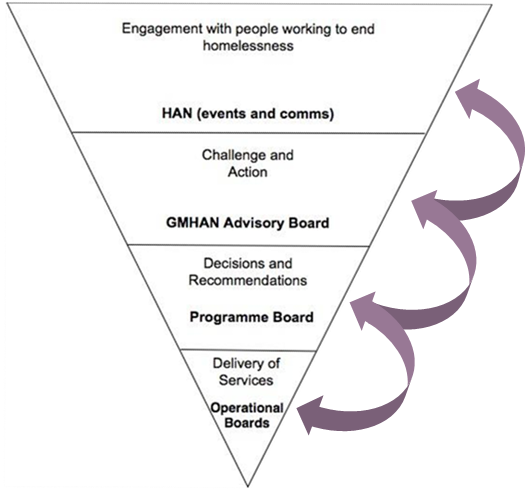 Engagement with people working to end
homelessness
HAN (events and comms)
Challenge and
Action
GMHAN Advisory Board
Decisions and
Recommendations
Programme Board
Delivery of
Services
Operational
Boards